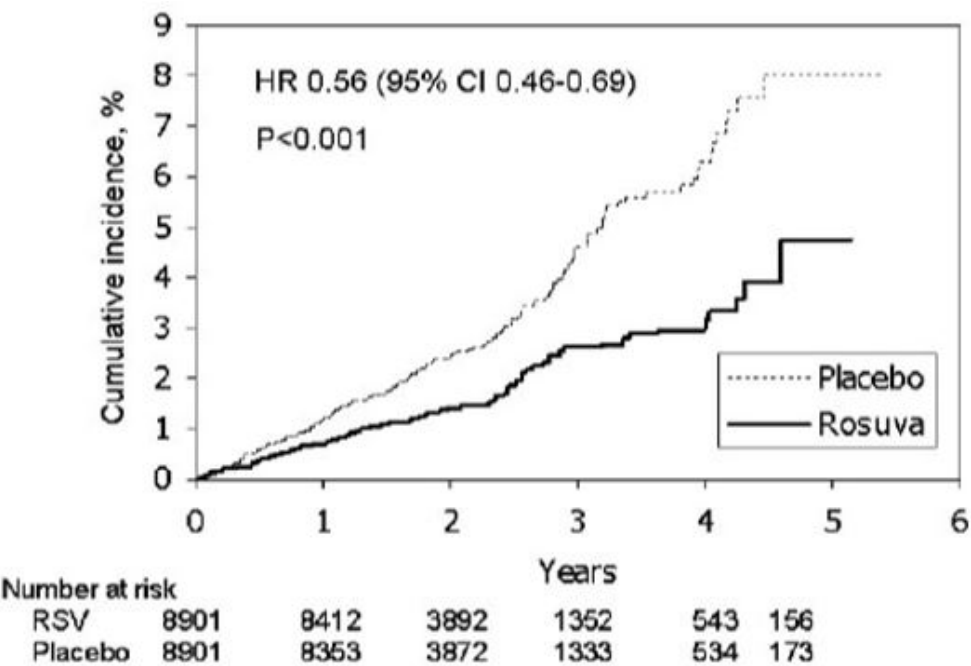 9
8
HR 0.56 (95% CI 0.46-0.69)
7
P<0.001
6
5
4
3
2
1
0
Cumulative incidence, %
Placebo
Rosuva
0 1 2 3 4 5 6
Years
Number at risk
RSV 8901 8412 3892 1352 543 156
Placebo 8901 8353 3872 1333 534 173